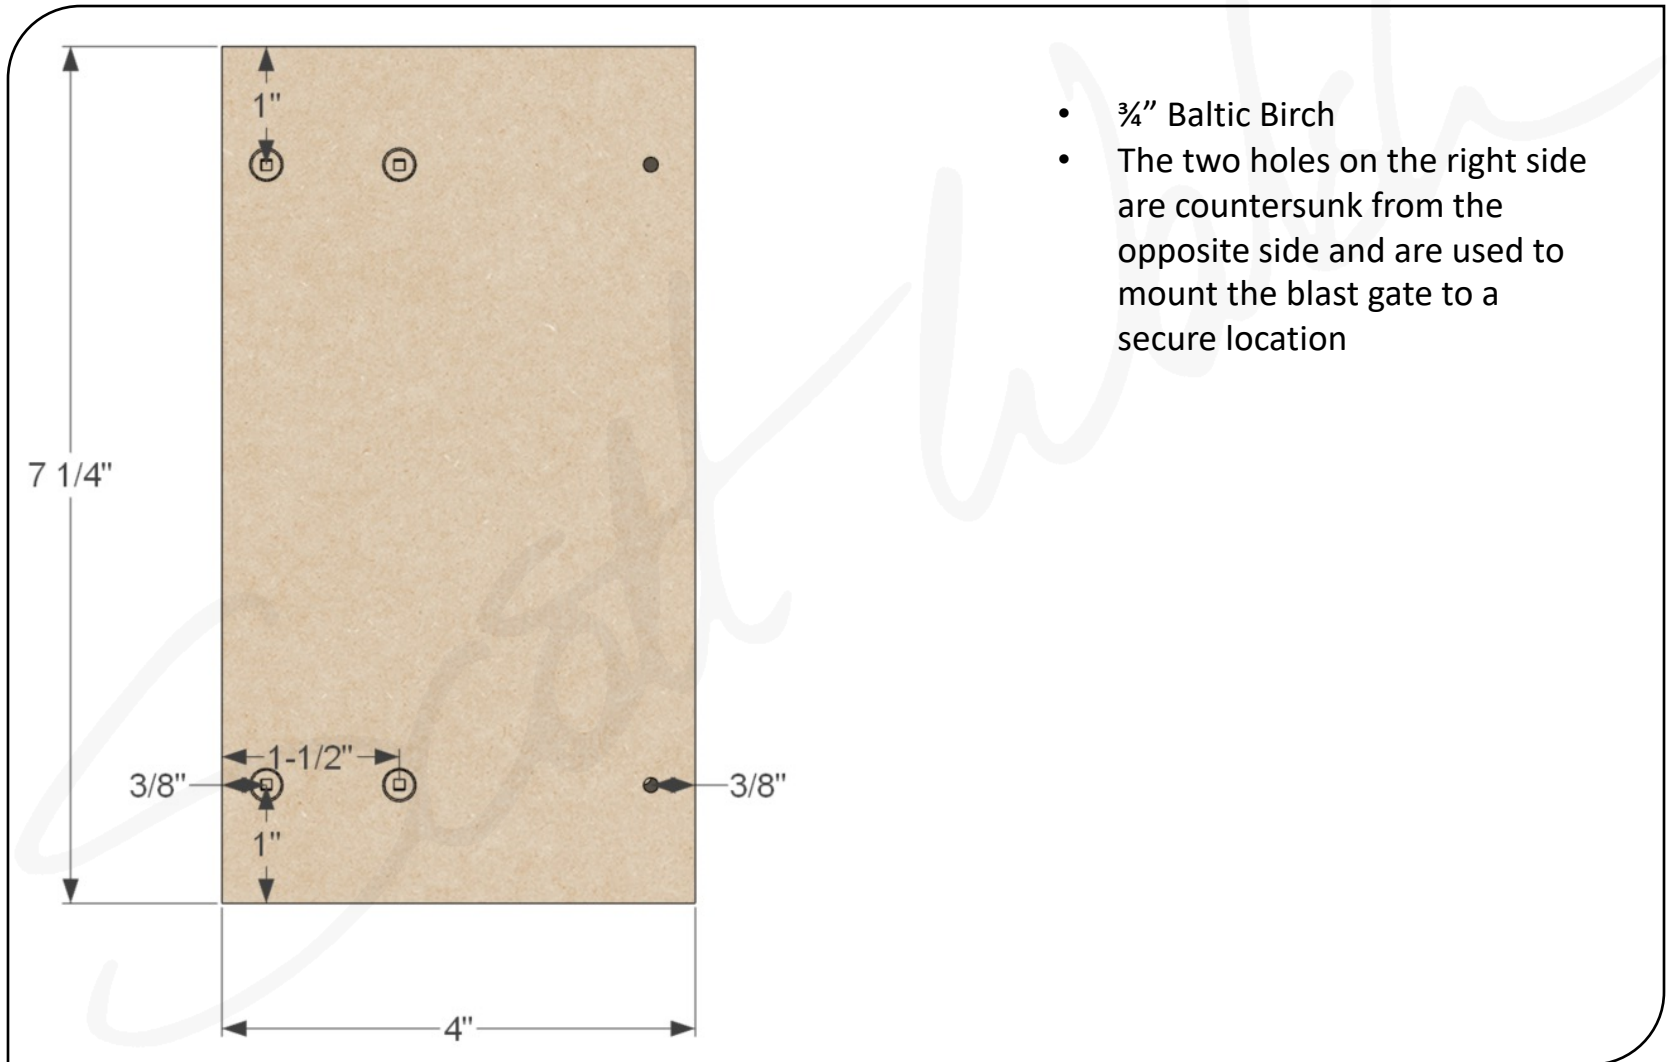 1"
• ¾” Baltic Birch
• The two holes on the right side
are countersunk from the
opposite side and are used to
mount the blast gate to a
secure location
7 1/4"
1-1/2"
3/8"
3/8"
1"
4"
Scott Walsh